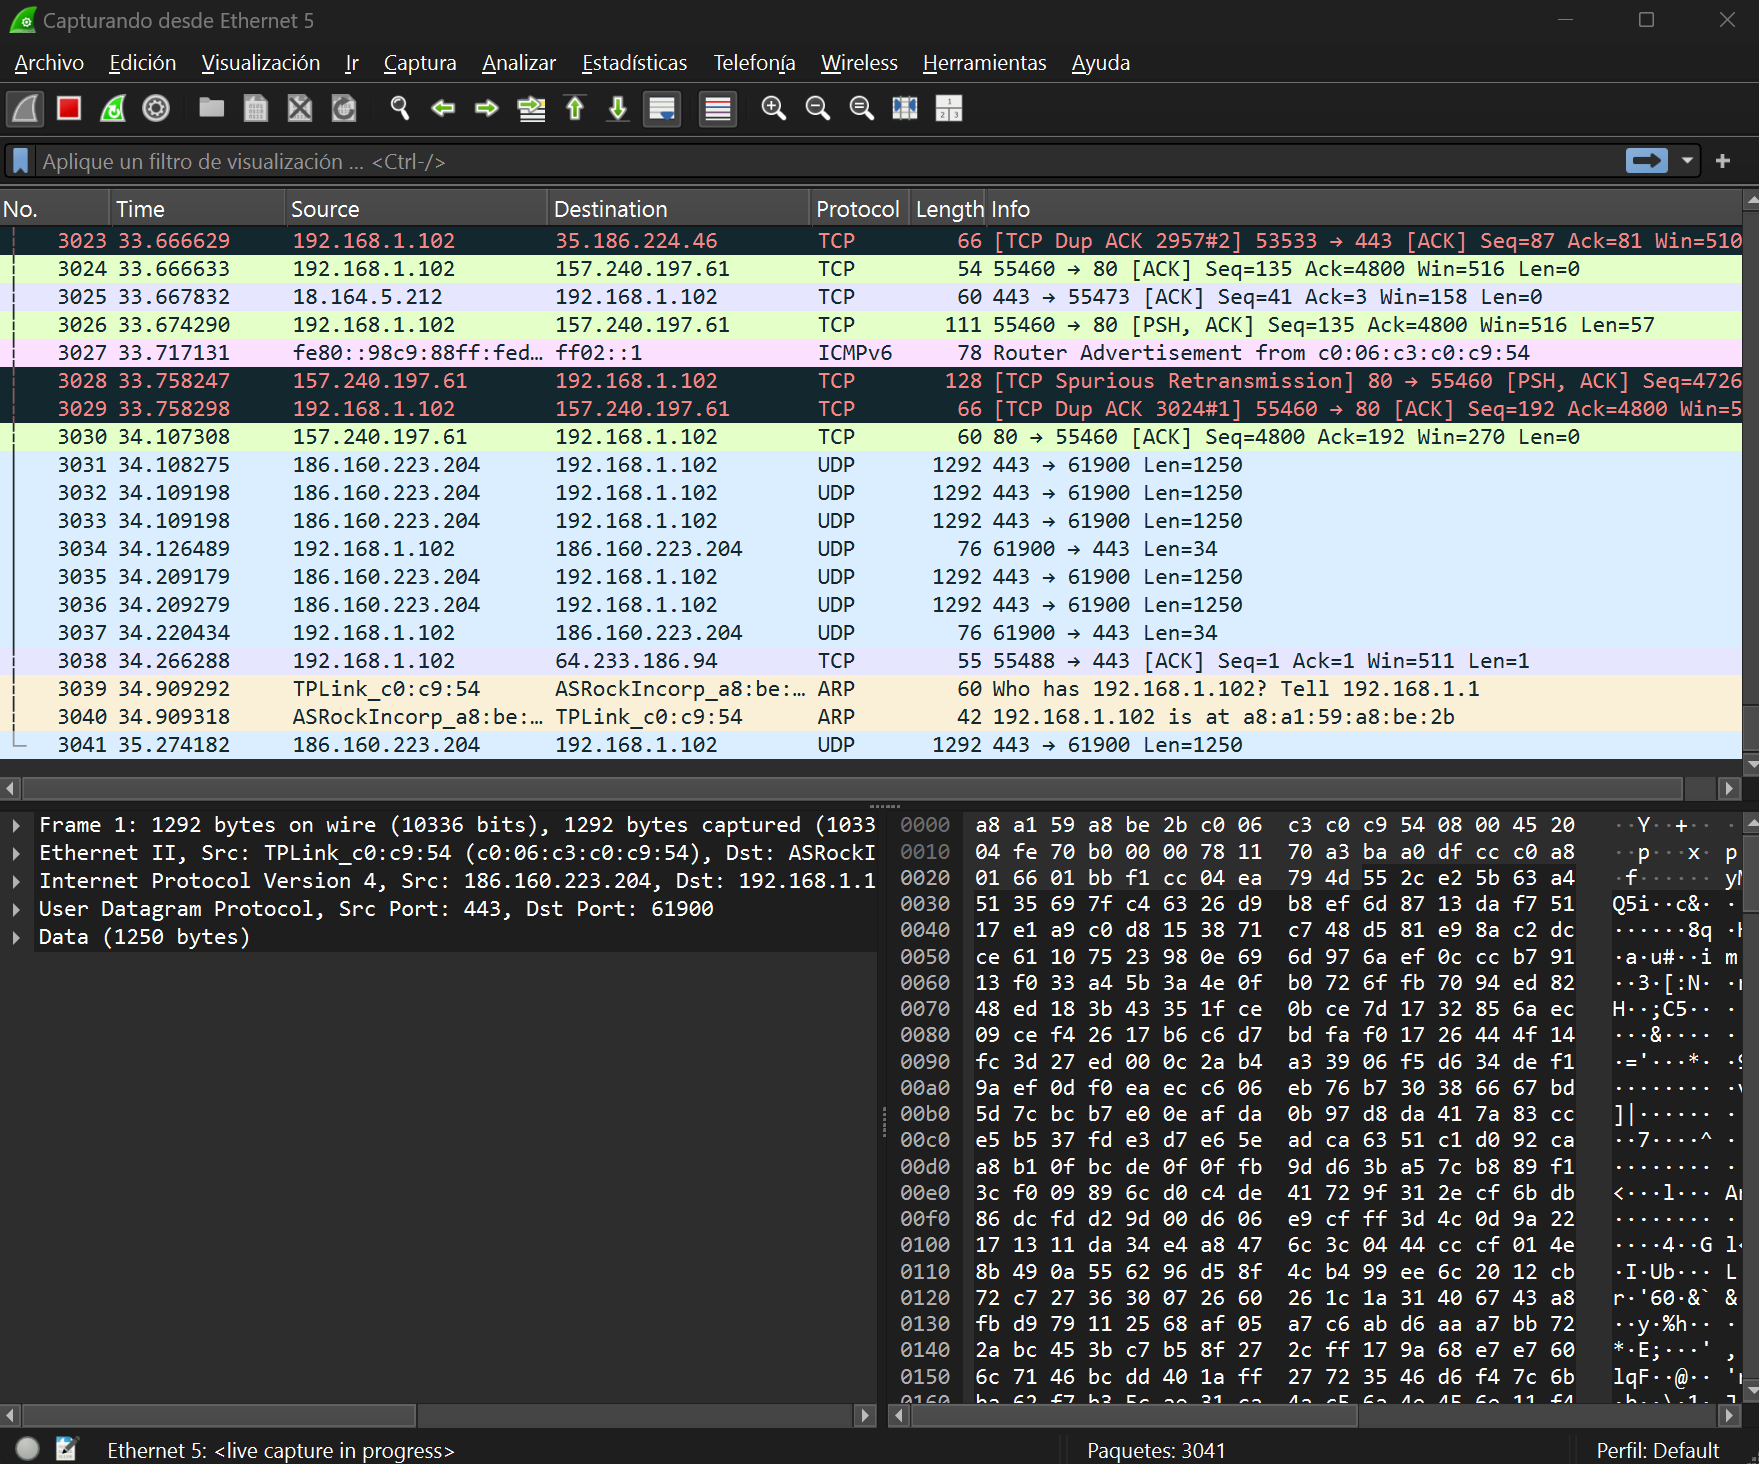 Capturando desde Ethernet 5
Archivo Edición Visualización Ir Captura Analizar Estadísticas Telefonía Wireless Herramientas Ayuda
Aplique un filtro de visualización ... <Ctrl-/>
No. Time Source Destination Protocol Length Info
3023 33.666629 192.168.1.102 35.186.224.46 TCP 66 [TCP Dup ACK 2957#2] 53533 → 443 [ACK] Seq=87 Ack=81 Win=510
3024 33.666633 192.168.1.102 157.240.197.61 TCP 54 55460 → 80 [ACK] Seq=135 Ack=4800 Win=516 Len=0
3025 33.667832 18.164.5.212 192.168.1.102 TCP 60 443 → 55473 [ACK] Seq=41 Ack=3 Win=158 Len=0
3026 33.674290 192.168.1.102 157.240.197.61 TCP 111 55460 → 80 [PSH, ACK] Seq=135 Ack=4800 Win=516 Len=57
3027 33.717131 fe80::98c9:88ff:fed… ff02::1 ICMPv6 78 Router Advertisement from c0:06:c3:c0:c9:54
3028 33.758247 157.240.197.61 192.168.1.102 TCP 128 [TCP Spurious Retransmission] 80 → 55460 [PSH, ACK] Seq=4726
3029 33.758298 192.168.1.102 157.240.197.61 TCP 66 [TCP Dup ACK 3024#1] 55460 → 80 [ACK] Seq=192 Ack=4800 Win=5
3030 34.107308 157.240.197.61 192.168.1.102 TCP 60 80 → 55460 [ACK] Seq=4800 Ack=192 Win=270 Len=0
3031 34.108275 186.160.223.204 192.168.1.102 UDP 1292 443 → 61900 Len=1250
3032 34.109198 186.160.223.204 192.168.1.102 UDP 1292 443 → 61900 Len=1250
3033 34.109198 186.160.223.204 192.168.1.102 UDP 1292 443 → 61900 Len=1250
3034 34.126489 192.168.1.102 186.160.223.204 UDP 76 61900 → 443 Len=34
3035 34.209179 186.160.223.204 192.168.1.102 UDP 1292 443 → 61900 Len=1250
3036 34.209279 186.160.223.204 192.168.1.102 UDP 1292 443 → 61900 Len=1250
3037 34.220434 192.168.1.102 186.160.223.204 UDP 76 61900 → 443 Len=34
3038 34.266288 192.168.1.102 64.233.186.94 TCP 55 55488 → 443 [ACK] Seq=1 Ack=1 Win=511 Len=1
3039 34.909292 TPLink_c0:c9:54 ASRockIncorp_a8:be:… ARP 60 Who has 192.168.1.102? Tell 192.168.1.1
3040 34.909318 ASRockIncorp_a8:be:… TPLink_c0:c9:54 ARP 42 192.168.1.102 is at a8:a1:59:a8:be:2b
3041 35.274182 186.160.223.204 192.168.1.102 UDP 1292 443 → 61900 Len=1250
Frame 1: 1292 bytes on wire (10336 bits), 1292 bytes captured (1033
Ethernet II, Src: TPLink_c0:c9:54 (c0:06:c3:c0:c9:54), Dst: ASRockI
Internet Protocol Version 4, Src: 186.160.223.204, Dst: 192.168.1.1
User Datagram Protocol, Src Port: 443, Dst Port: 61900
Data (1250 bytes)
0000 a8 a1 59 a8 be 2b c0 06 c3 c0 c9 54 08 00 45 20 ··Y··+·· ·
0010 04 fe 70 b0 00 00 78 11 70 a3 ba a0 df cc c0 a8 ··p···x· p
0020 01 66 01 bb f1 cc 04 ea 79 4d 55 2c e2 5b 63 a4 ·f······ y
0030 51 35 69 7f c4 63 26 d9 b8 ef 6d 87 13 da f7 51 Q5i··c&· ·
0040 17 e1 a9 c0 d8 15 38 71 c7 48 d5 81 e9 8a c2 dc ······8q ·
0050 ce 61 10 75 23 98 0e 69 6d 97 6a ef 0c cc b7 91 ·a·u#··i m
0060 13 f0 33 a4 5b 3a 4e 0f b0 72 6f fb 70 94 ed 82 ··3·[:N· ·
0070 48 ed 18 3b 43 35 1f ce 0b ce 7d 17 32 85 6a ec H··;C5·· ·
0080 09 ce f4 26 17 b6 c6 d7 bd fa f0 17 26 44 4f 14 ···&···· ·
0090 fc 3d 27 ed 00 0c 2a b4 a3 39 06 f5 d6 34 de f1 ·='···*· ·
00a0 9a ef 0d f0 ea ec c6 06 eb 76 b7 30 38 66 67 bd ········ ·
00b0 5d 7c bc b7 e0 0e af da 0b 97 d8 da 41 7a 83 cc ]|······ ·
00c0 e5 b5 37 fd e3 d7 e6 5e ad ca 63 51 c1 d0 92 ca ··7····^ ·
00d0 a8 b1 0f bc de 0f 0f fb 9d d6 3b a5 7c b8 89 f1 ········ ·
00e0 3c f0 09 89 6c d0 c4 de 41 72 9f 31 2e cf 6b db <···l··· A
00f0 86 dc fd d2 9d 00 d6 06 e9 cf ff 3d 4c 0d 9a 22 ········ ·
0100 17 13 11 da 34 e4 a8 47 6c 3c 04 44 cc cf 01 4e ····4··G l
0110 8b 49 0a 55 62 96 d5 8f 4c b4 99 ee 6c 20 12 cb ·I·Ub··· L
0120 72 c7 27 36 30 07 26 60 26 1c 1a 31 40 67 43 a8 r·'60·&` &
0130 fb d9 79 11 25 68 af 05 a7 c6 ab d6 aa a7 bb 72 ··y·%h·· ·
0140 2a bc 45 3b c7 b5 8f 27 2c ff 17 9a 68 e7 e7 60 *·E;···' ,
0150 6c 71 46 bc dd 40 1a ff 27 72 35 46 d6 f4 7c 6b lqF··@·· '
Ethernet 5: <live capture in progress> Paquetes: 3041 Perfil: Default